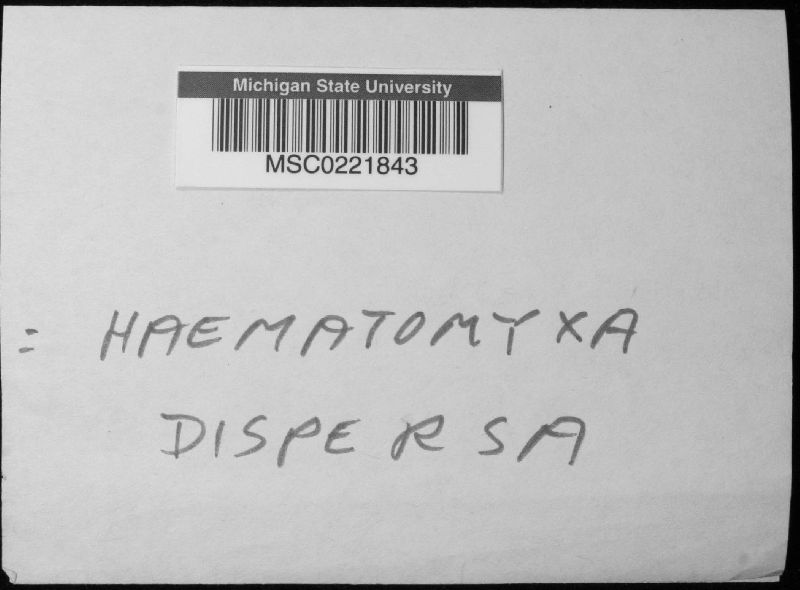 Michigan State University
MSC0221843
= HAEMATOMYXA
DISPERSA